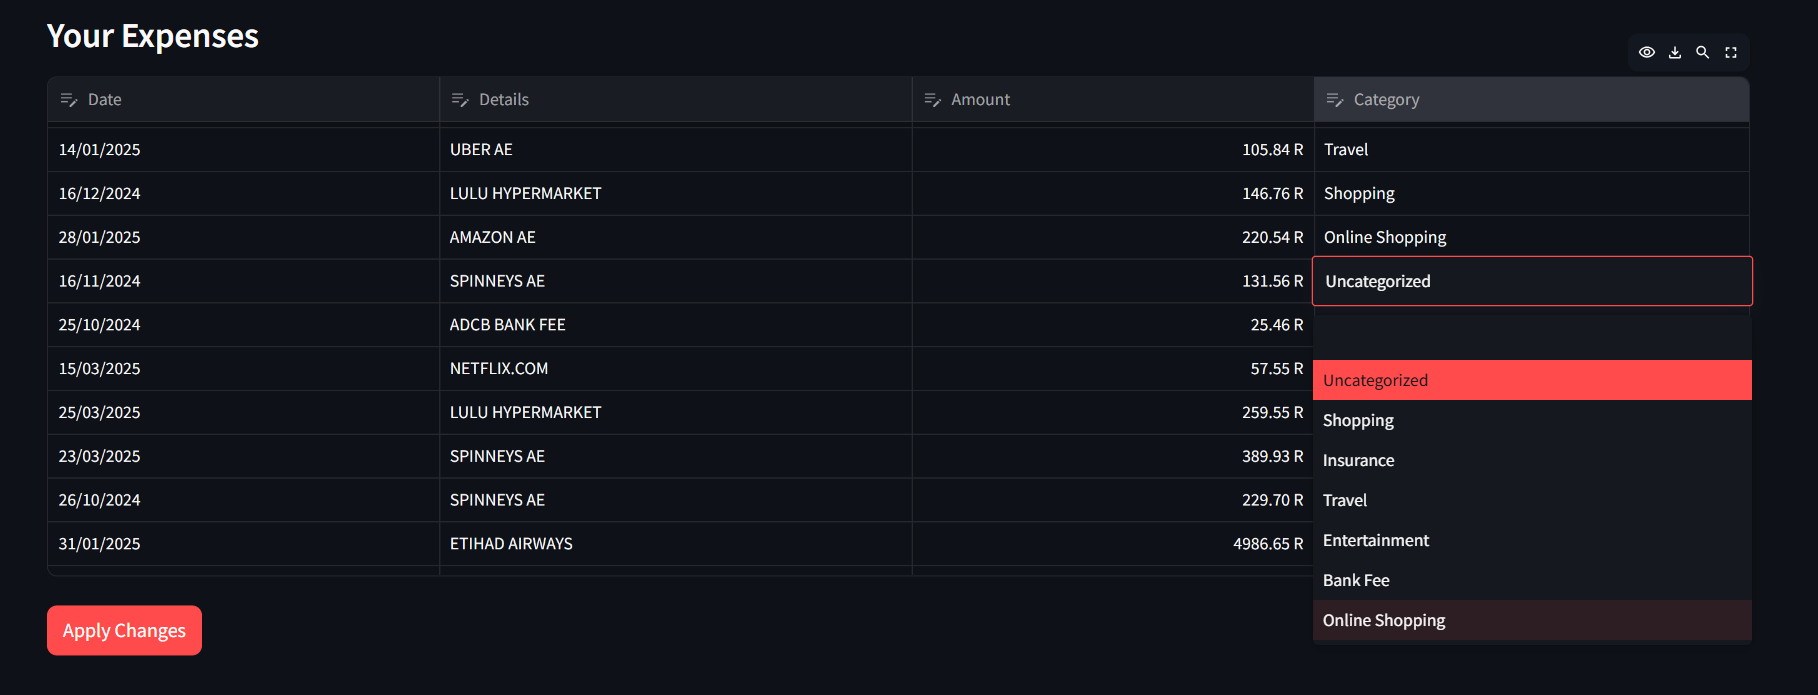 Your Expenses
Date Details Amount Category
14/01/2025 UBER AE 105.84 R Travel
16/12/2024 LULU HYPERMARKET 146.76 R Shopping
28/01/2025 AMAZON AE 220.54 R Online Shopping
16/11/2024 SPINNEYS AE 131.56 R Uncategorized
25/10/2024 ADCB BANK FEE 25.46 R
15/03/2025 NETFLIX.COM 57.55 R
25/03/2025 LULU HYPERMARKET 259.55 R
23/03/2025 SPINNEYS AE 389.93 R
26/10/2024 SPINNEYS AE 229.70 R
31/01/2025 ETIHAD AIRWAYS 4986.65 R
Uncategorized
Shopping
Insurance
Travel
Entertainment
Bank Fee
Online Shopping
Apply Changes